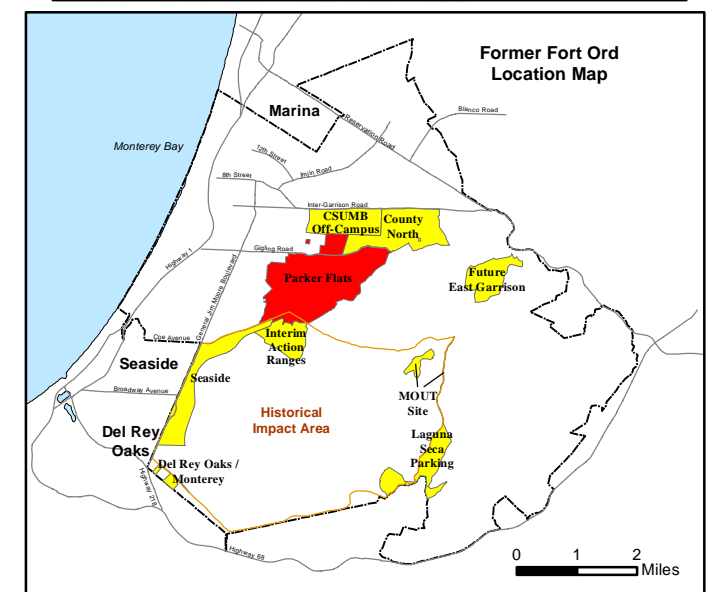 Former Fort Ord
Location Map
Marina
Blanco Road
Reservation Road
Monterey Bay
12th Street
Imjin Road
8th Street
Inter-Garrison Road
CSUMB
Off-Campus
County
North
Gigling Road
Highway 1
General Jim Moore Boulevard
Parker Flats
Future
East Garrison
Coe Avenue
Interim
Action
Ranges
Seaside
Seaside
Broadway Avenue
MOUT
Site
Historical
Impact Area
Del Rey
Oaks
Laguna
Seca
Parking
Del Rey Oaks /
Monterey
Highway 218
Highway 68
0 1 2
Miles